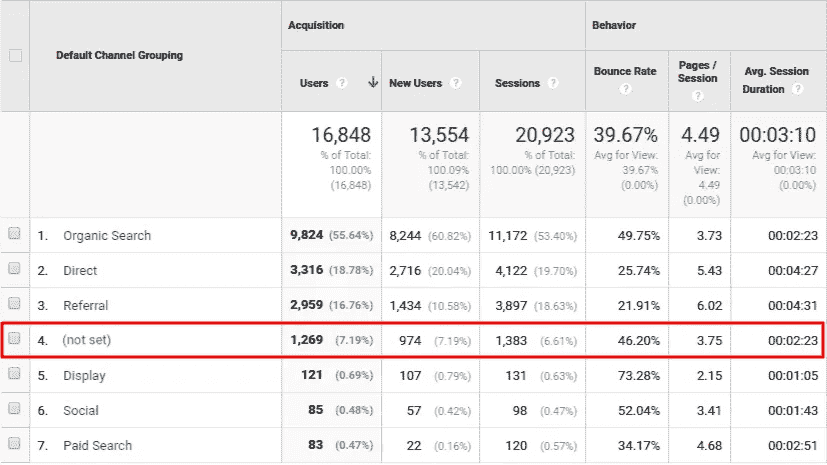 Acquisition Behavior
Default Channel Grouping
Users ? New Users ? Sessions ? Bounce Rate ? Pages / Session ? Avg. Session Duration ?
16,848 13,554 20,923 39.67% 4.49 00:03:10
% of Total: 100.00% (16,848) % of Total: 100.09% (13,542) % of Total: 100.00% (20,923) Avg for View: 39.67% (0.00%) Avg for View: 4.49 (0.00%) Avg for View: 00:03:10 (0.00%)
1. Organic Search 9,824 (55.64%) 8,244 (60.82%) 11,172 (53.40%) 49.75% 3.73 00:02:23
2. Direct 3,316 (18.78%) 2,716 (20.04%) 4,122 (19.70%) 25.74% 5.43 00:04:27
3. Referral 2,959 (16.76%) 1,434 (10.58%) 3,897 (18.63%) 21.91% 6.02 00:04:31
4. (not set) 1,269 (7.19%) 974 (7.19%) 1,383 (6.61%) 46.20% 3.75 00:02:23
5. Display 121 (0.69%) 107 (0.79%) 131 (0.63%) 73.28% 2.15 00:01:05
6. Social 85 (0.48%) 57 (0.42%) 98 (0.47%) 52.04% 3.41 00:01:43
7. Paid Search 83 (0.47%) 22 (0.16%) 120 (0.57%) 34.17% 4.68 00:02:51